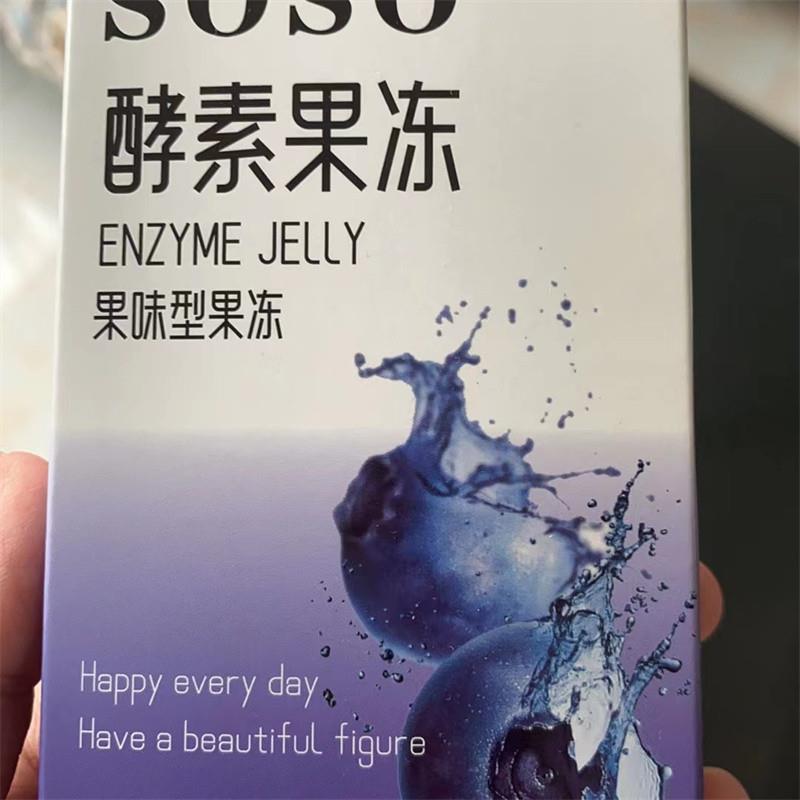 SOSO
酵素果冻
ENZYME JELLY
果味型果冻
Happy every day
Have a beautiful figure